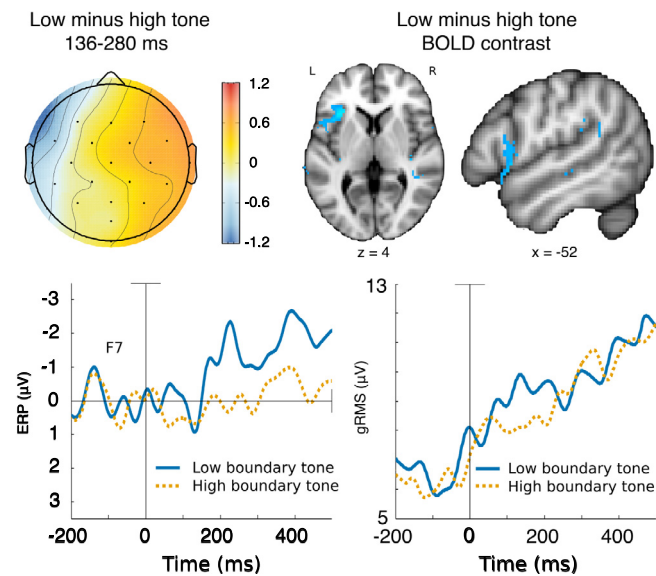 Low minus high tone
136-280 ms
1.2
0.6
0
-0.6
-1.2
Low minus high tone
BOLD contrast
L
R
z = 4
x = -52
-3
-2
-1
0
1
2
3
ERP (µV)
F7
Low boundary tone
High boundary tone
-200
0
200
400
Time (ms)
13
5
gRMS (µV)
Low boundary tone
High boundary tone
-200
0
200
400
Time (ms)